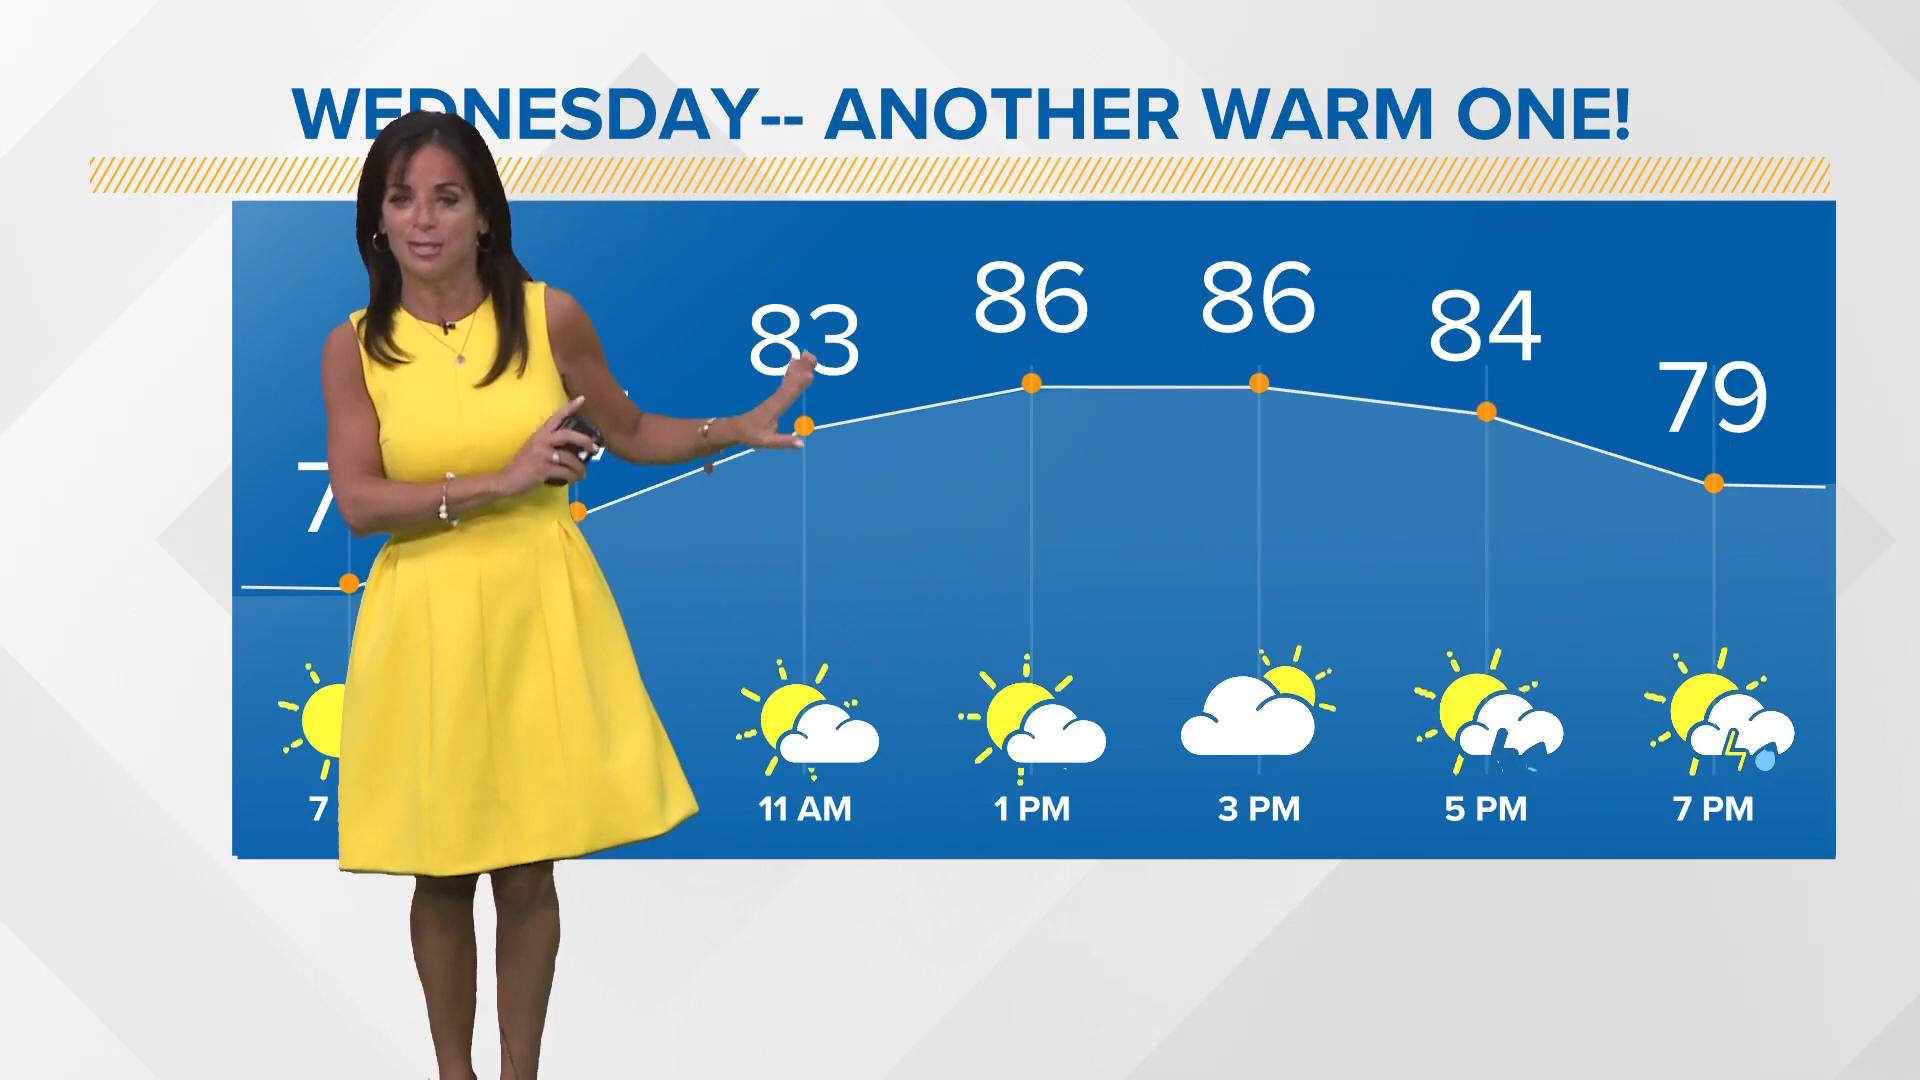 WEDNESDAY-- ANOTHER WARM ONE!
83 86 86 84 79
7 11 AM 1 PM 3 PM 5 PM 7 PM